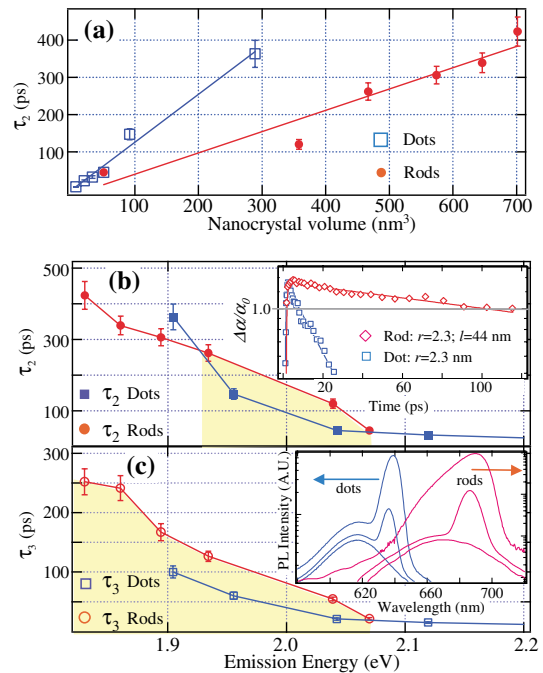 (a)
400
300
200
100
τ2 (ps)
Dots
Rods
100 200 300 400 500 600 700
Nanocrystal volume (nm3)
(b)
500
300
100
τ2 (ps)
τ2 Dots
τ2 Rods
Δα/α0
1.0
Rod: r=2.3; l=44 nm
Dot: r=2.3 nm
20 60 100
Time (ps)
(c)
300
200
100
τ3 (ps)
τ3 Dots
τ3 Rods
PL Intensity (A.U.)
dots
rods
620 660 700
Wavelength (nm)
1.9 2.0 2.1 2.2
Emission Energy (eV)